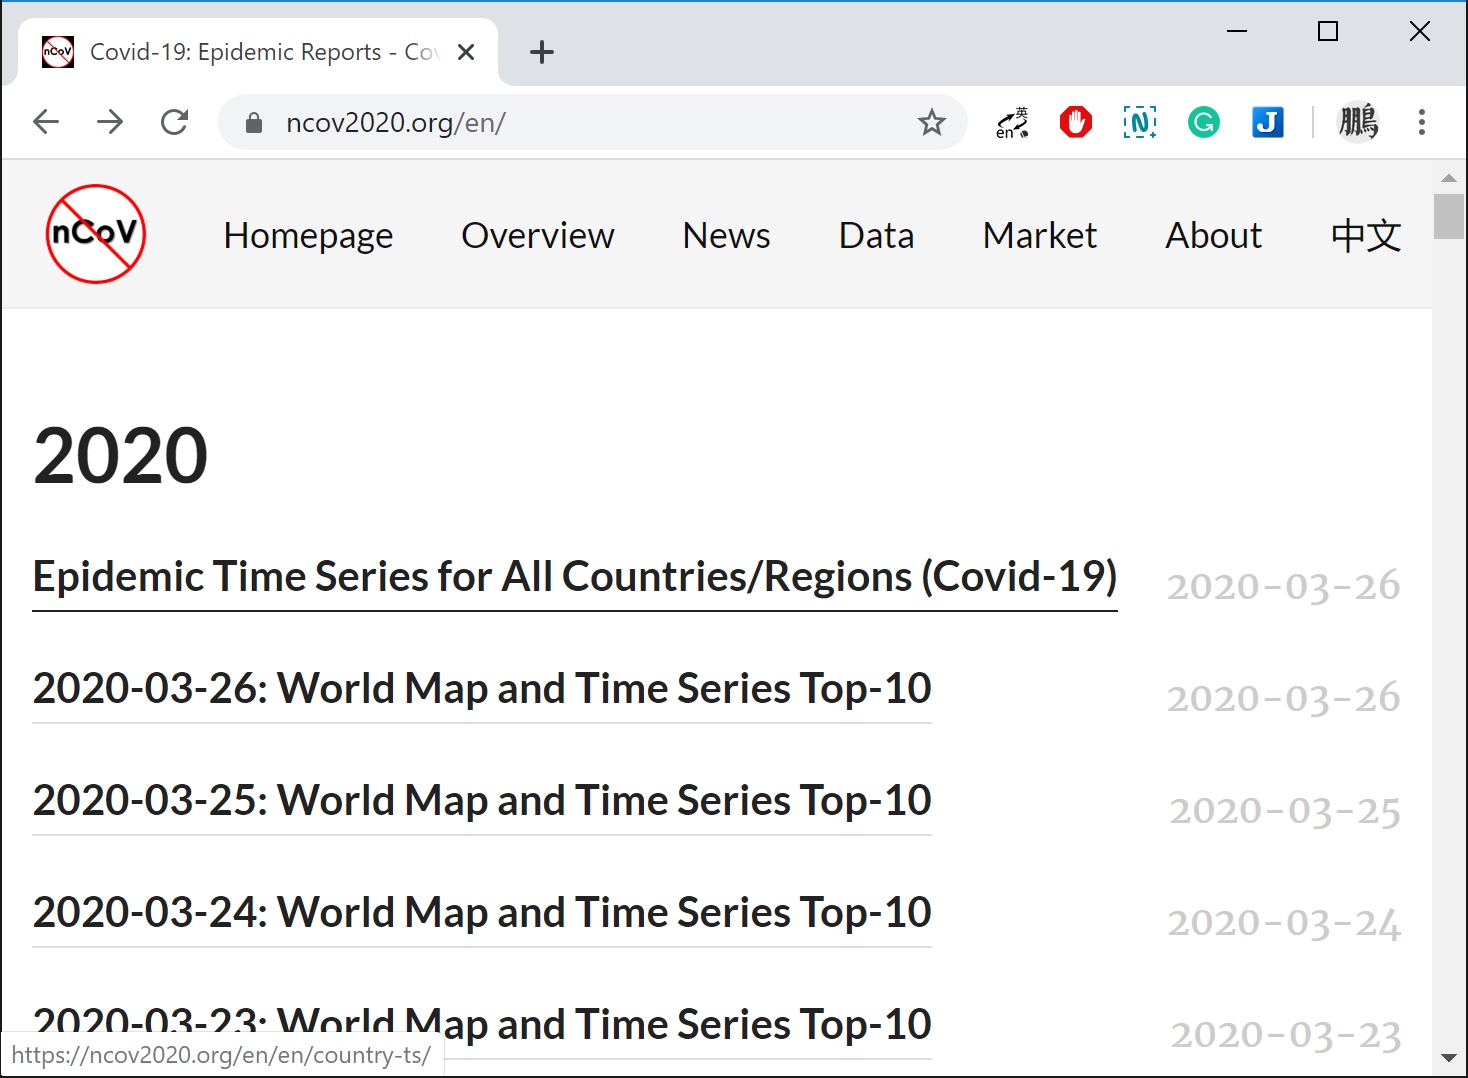 nCoV Covid-19: Epidemic Reports - Cov
ncov2020.org/en/
英
en
G
J
鵬
nCoV Homepage Overview News Data Market About 中文
2020
Epidemic Time Series for All Countries/Regions (Covid-19) 2020-03-26
2020-03-26: World Map and Time Series Top-10 2020-03-26
2020-03-25: World Map and Time Series Top-10 2020-03-25
2020-03-24: World Map and Time Series Top-10 2020-03-24
2020-03-23: World Map and Time Series Top-10 2020-03-23
https://ncov2020.org/en/en/country-ts/